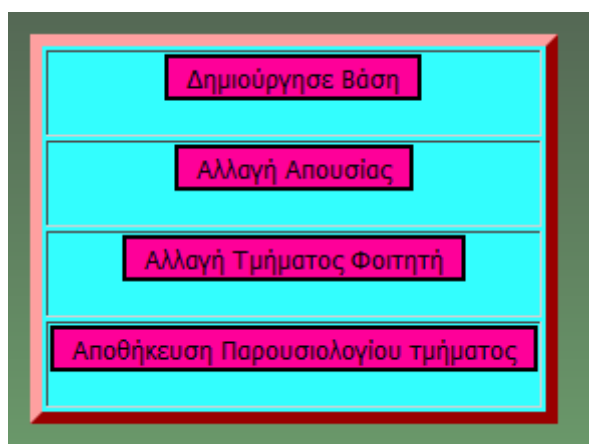 Δημιούργησε Βάση
Αλλαγή Απουσίας
Αλλαγή Τμήματος Φοιτητή
Αποθήκευση Παρουσιολογίου τμήματος